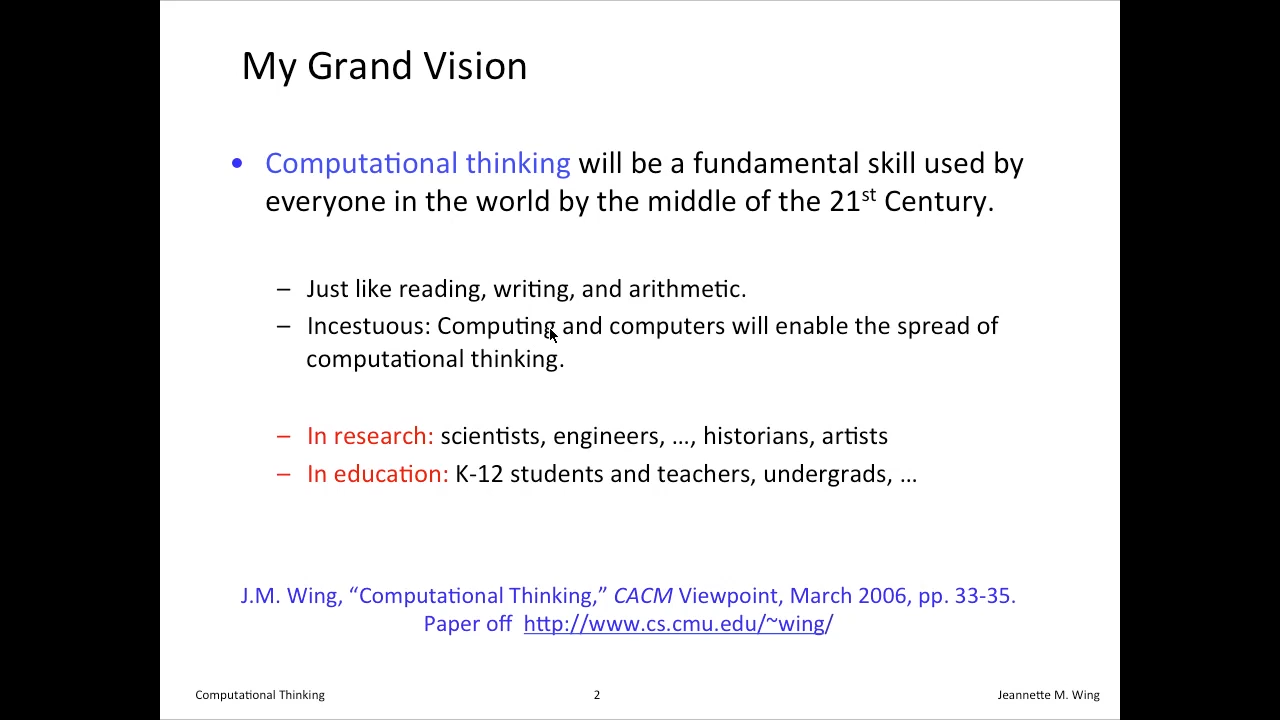 My Grand Vision
• Computational thinking will be a fundamental skill used by
everyone in the world by the middle of the 21st Century.
– Just like reading, writing, and arithmetic.
– Incestuous: Computing and computers will enable the spread of
computational thinking.
– In research: scientists, engineers, …, historians, artists
– In education: K-12 students and teachers, undergrads, …
J.M. Wing, “Computational Thinking,” CACM Viewpoint, March 2006, pp. 33-35.
Paper off http://www.cs.cmu.edu/~wing/
Computational Thinking 2 Jeannette M. Wing